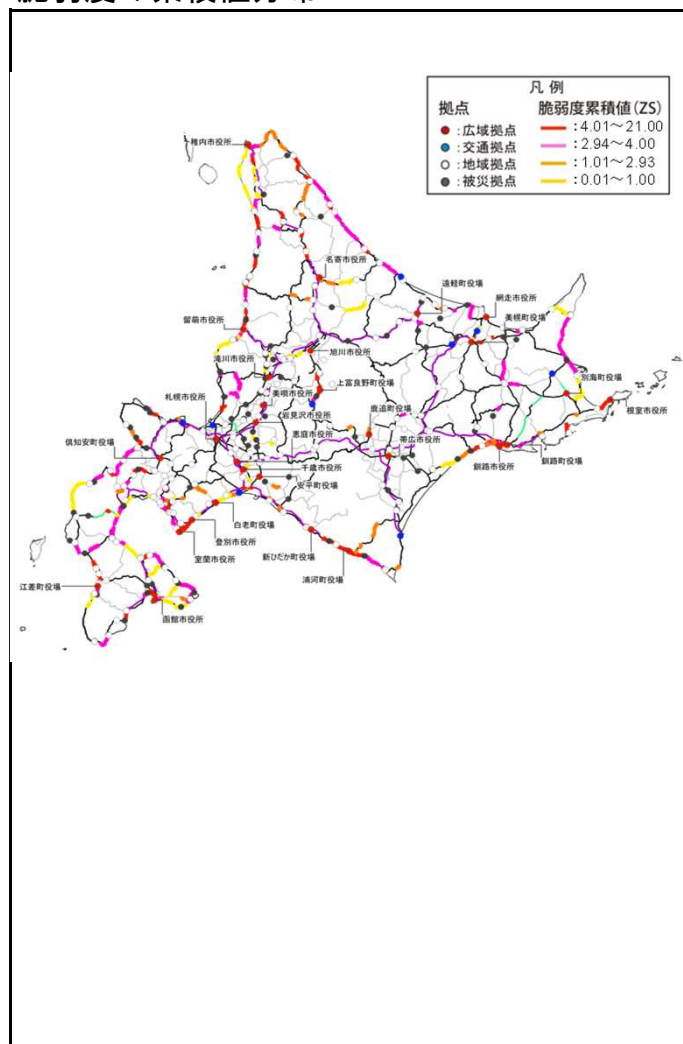 凡例
拠点
脆弱度累積値(ZS)
:広域拠点
:4.01～21.00
:交通拠点
:2.94～4.00
:地域拠点
:1.01～2.93
:被災拠点
:0.01～1.00
稚内市役所
名寄市役所
遠軽町役場
網走市役所
美幌町役場
留萌市役所
旭川市役所
滝川市役所
上富良野町役場
別海町役場
美唄市役所
札幌市役所
岩見沢市役所
鹿追町役場
根室市役所
恵庭市役所
帯広市役所
倶知安町役場
釧路市役所
釧路町役場
千歳市役所
安平町役場
白老町役場
登別市役所
新ひだか町役場
室蘭市役所
浦河町役場
江差町役場
函館市役所